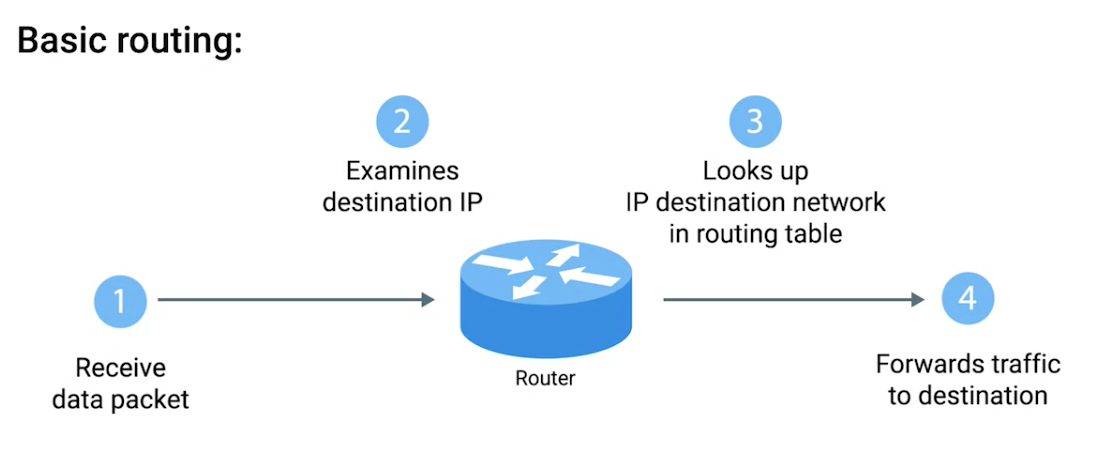 Basic routing:
1
Receive
data packet
2
Examines
destination IP
3
Looks up
IP destination network
in routing table
Router
4
Forwards traffic
to destination